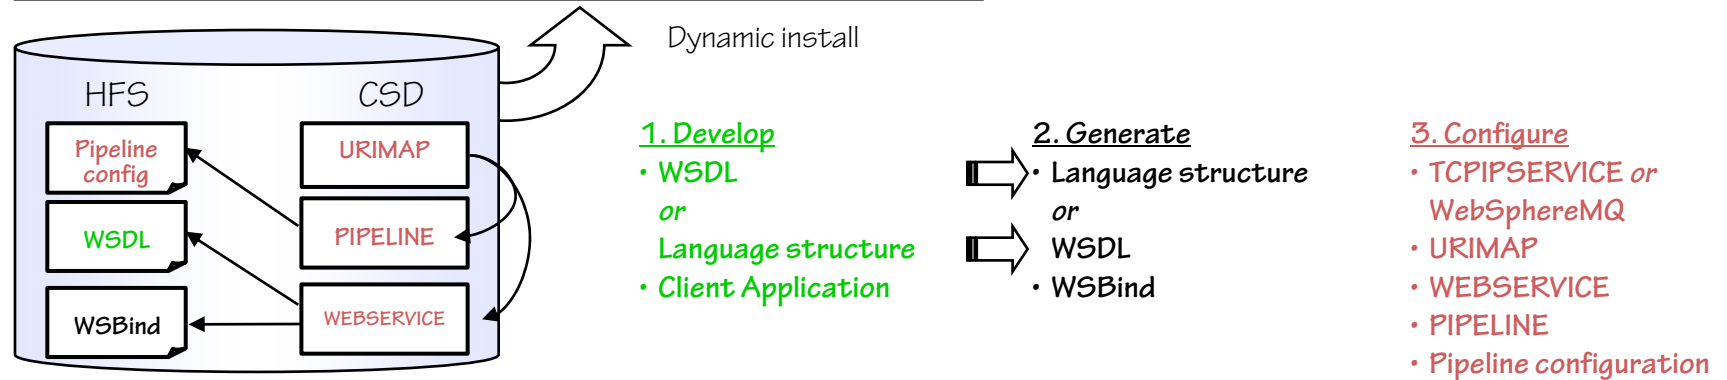 Dynamic install
HFS
CSD
Pipeline
config
URIMAP
WSDL
PIPELINE
WSBind
WEBSERVICE
1. Develop
• WSDL
or
Language structure
• Client Application
2. Generate
• Language structure
or
WSDL
• WSBind
3. Configure
• TCPIPSERVICE or
WebSphereMQ
• URIMAP
• WEBSERVICE
• PIPELINE
• Pipeline configuration